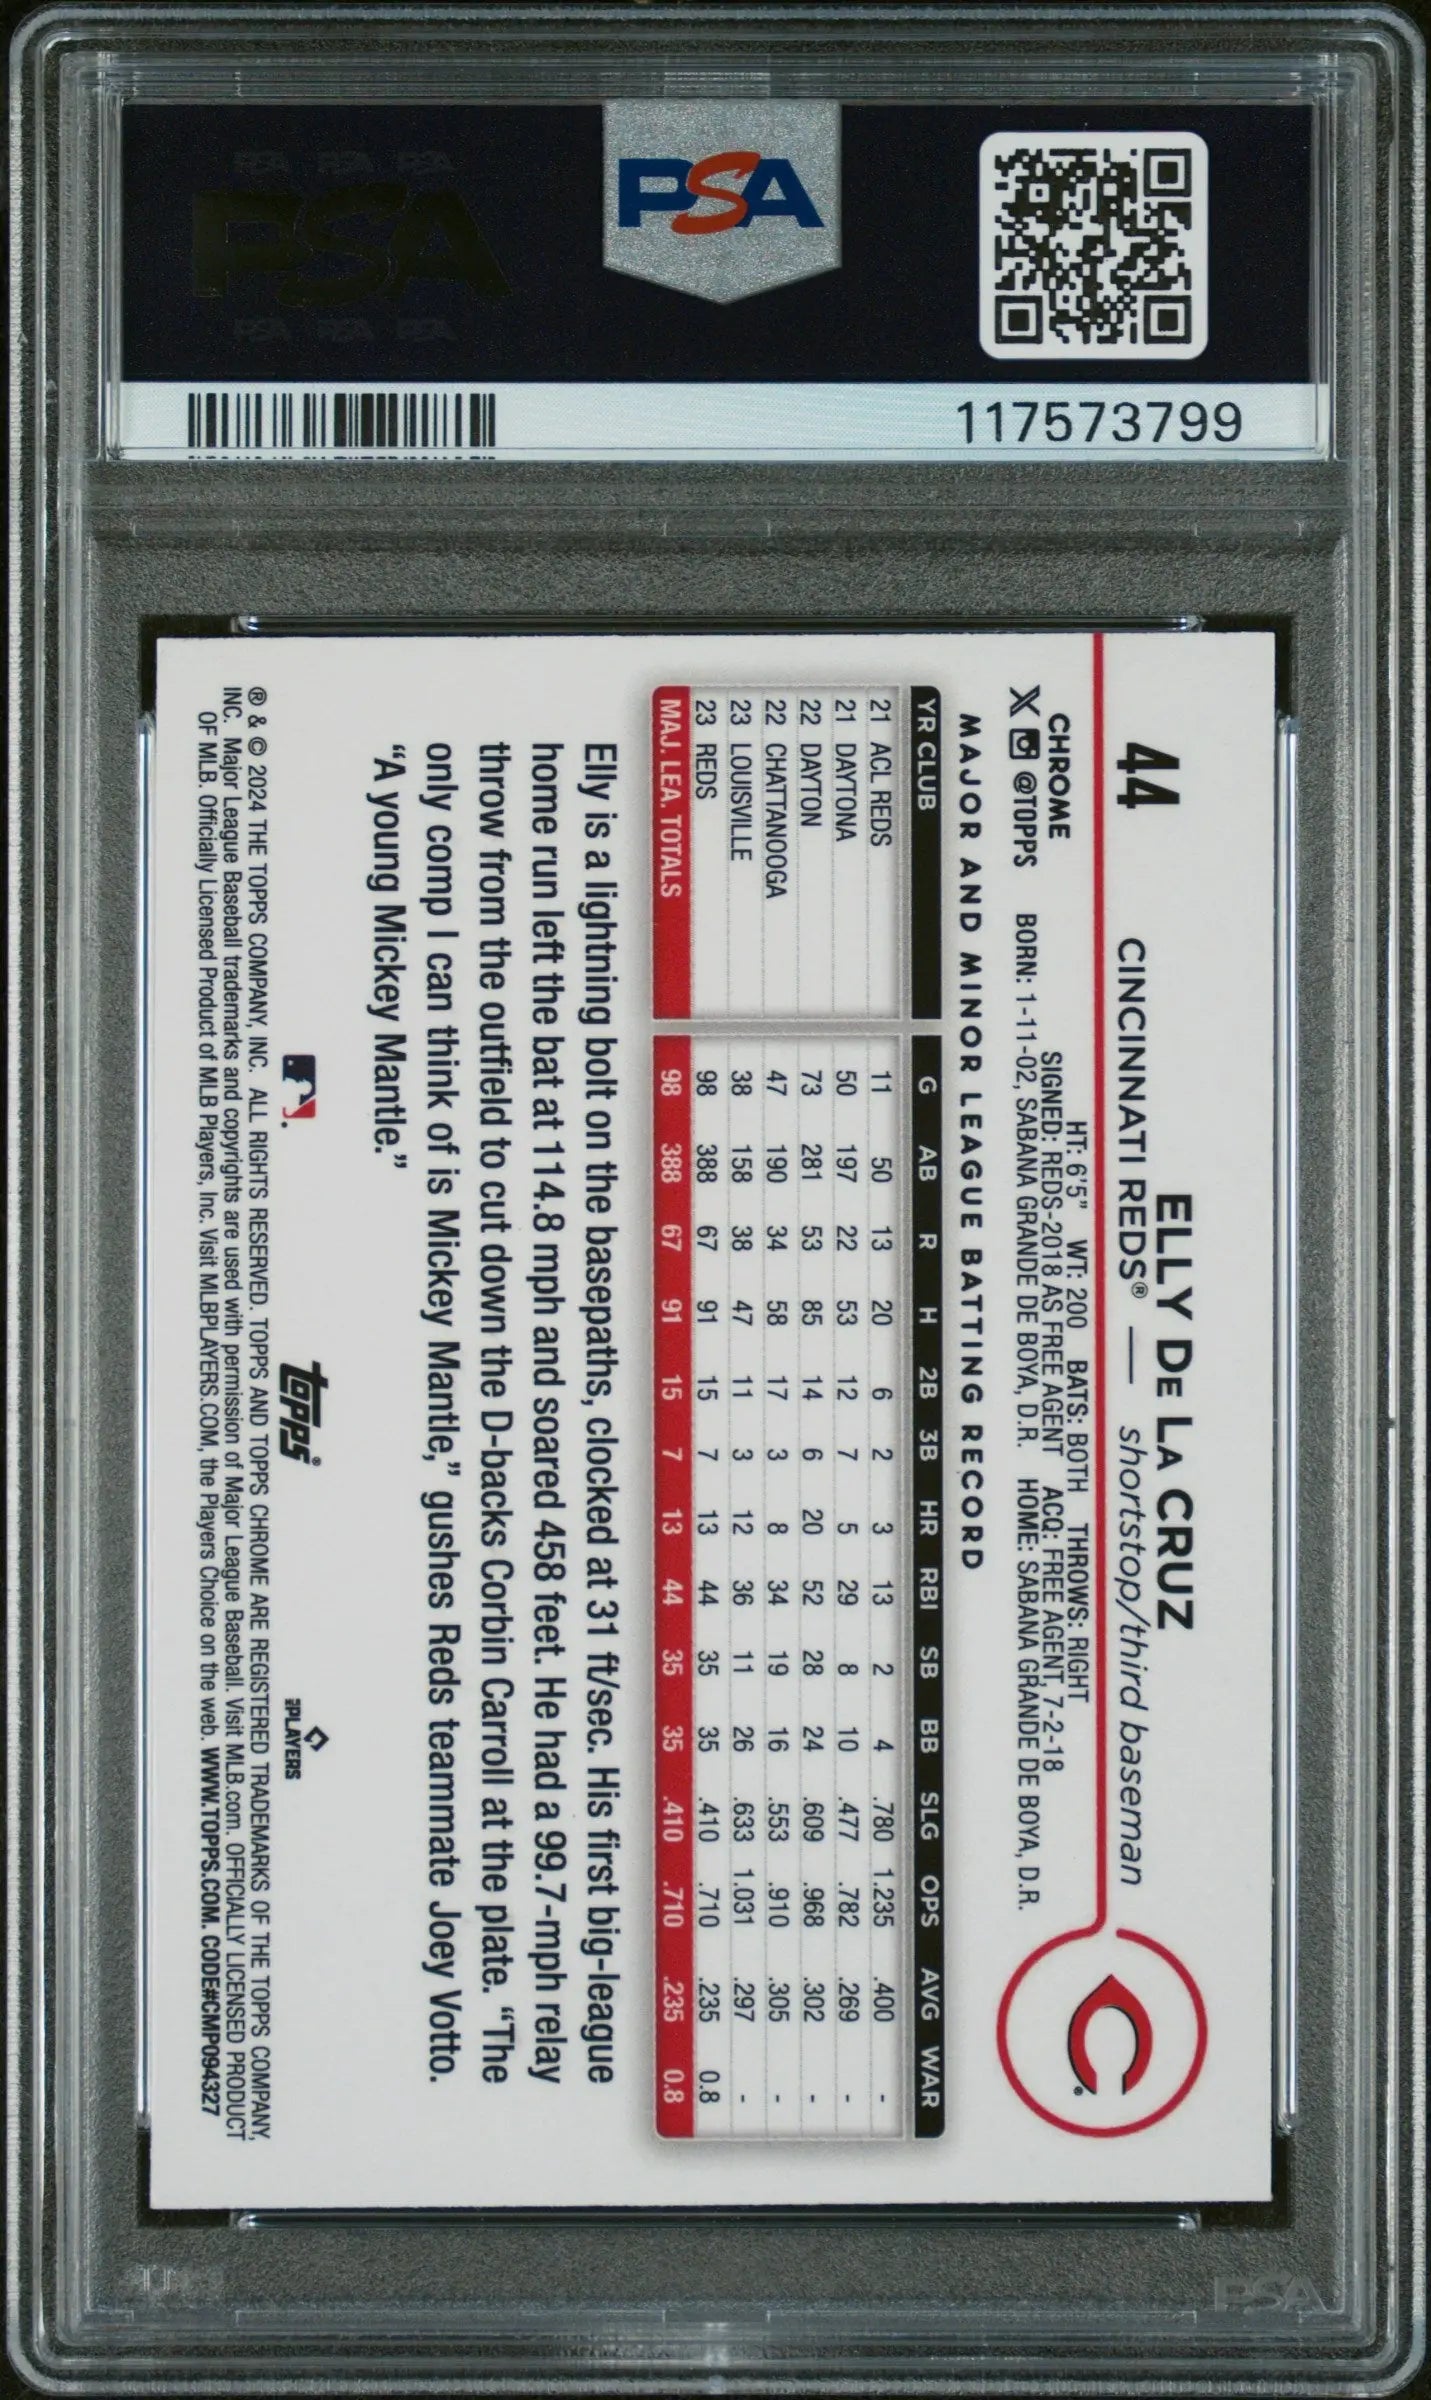 PSA PSA PSA
PSA
PSA PSA PSA
PSA
117573799
44
ELLY DE LA CRUZ
CINCINNATI REDS® — shortstop/third baseman
C
CHROME
HT: 6'5" WT: 200 BATS: BOTH THROWS: RIGHT
SIGNED: REDS-2018 AS FREE AGENT ACQ: FREE AGENT, 7-2-18
@TOPPS BORN: 1-11-02, SABANA GRANDE DE BOYA, D.R. HOME: SABANA GRANDE DE BOYA, D.R.
MAJOR AND MINOR LEAGUE BATTING RECORD
YR CLUB G AB R H 2B 3B HR RBI SB BB SLG OPS AVG WAR
21 ACL REDS 11 50 13 20 6 2 3 13 2 4 .780 1.235 .400 -
21 DAYTONA 50 197 22 53 12 7 5 29 8 10 .477 .782 .269 -
22 DAYTON 73 281 53 85 14 6 20 52 28 24 .609 .968 .302 -
22 CHATTANOOGA 47 190 34 58 17 3 8 34 19 16 .553 .910 .305 -
23 LOUISVILLE 38 158 38 47 11 3 12 36 11 26 .633 1.031 .297 -
23 REDS 98 388 67 91 15 7 13 44 35 35 .410 .710 .235 0.8
MAJ. LEA. TOTALS 98 388 67 91 15 7 13 44 35 35 .410 .710 .235 0.8
Elly is a lightning bolt on the basepaths, clocked at 31 ft/sec. His first big-league
home run left the bat at 114.8 mph and soared 458 feet. He had a 99.7-mph relay
throw from the outfield to cut down the D-backs Corbin Carroll at the plate. “The
only comp I can think of is Mickey Mantle,” gushes Reds teammate Joey Votto.
“A young Mickey Mantle.”
topps®
PLAYERS
® & © 2024 THE TOPPS COMPANY, INC. ALL RIGHTS RESERVED. TOPPS AND TOPPS CHROME ARE REGISTERED TRADEMARKS OF THE TOPPS COMPANY,
INC. Major League Baseball trademarks and copyrights are used with permission of Major League Baseball. Visit MLB.com. OFFICIALLY LICENSED PRODUCT
OF MLB. Officially Licensed Product of MLB Players, Inc. Visit MLBPLAYERS.COM, the Players Choice on the web. WWW.TOPPS.COM. CODE#CMP094327
PSA